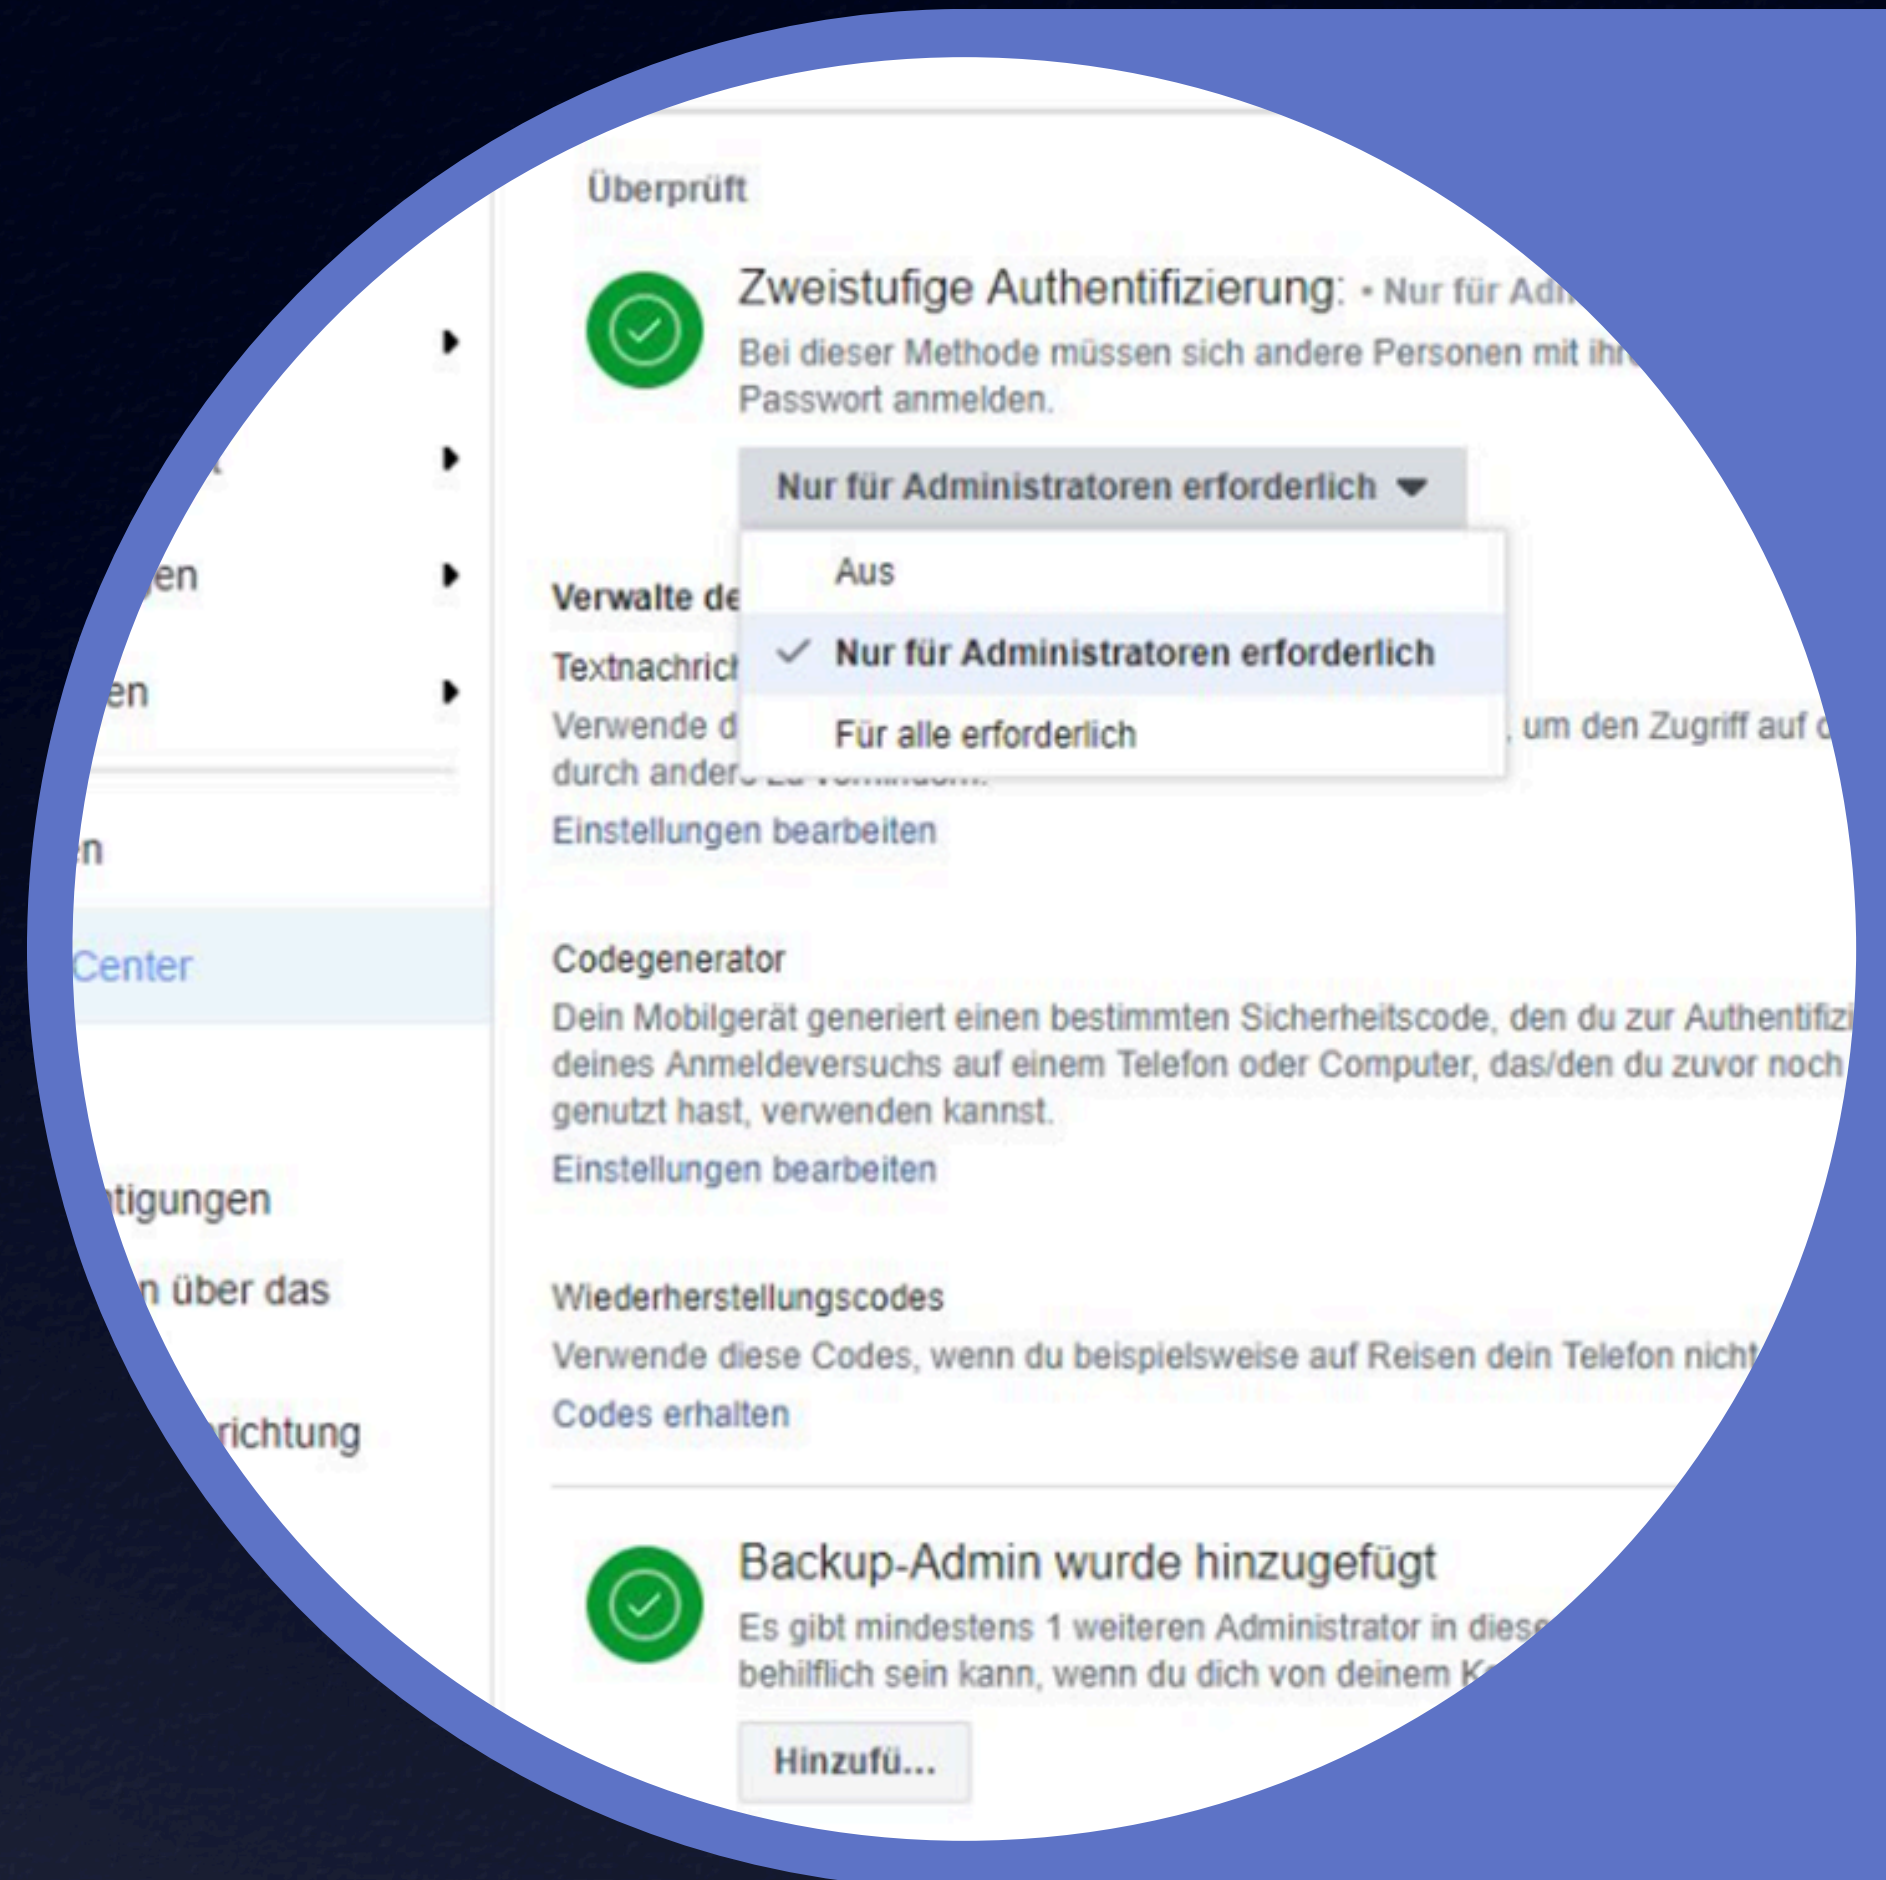 Center
über das
Überprüft
Zweistufige Authentifizierung: • Nur für
Bei dieser Methode müssen sich andere Personen mit
Passwort anmelden.
Nur für Administratoren erforderlich
Aus
Nur für Administratoren erforderlich
Für alle erforderlich
Verwalte
Verwende
um den Zugriff auf
durch
Einstellungen bearbeiten
Codegenerator
Dein Mobilgerät generiert einen bestimmten Sicherheitscode, den du zur
deines Anmeldeversuchs auf einem Telefon oder Computer, das/den du zuvor noch
genutzt hast, verwenden kannst.
Einstellungen bearbeiten
Wiederherstellungscodes
Verwende diese Codes, wenn du beispielsweise auf Reisen dein Telefon nicht
Codes erhalten
Backup-Admin wurde hinzugefügt
Es gibt mindestens 1 weiteren Administrator in
behilflich sein kann, wenn du dich von deinem
Hinzufü...